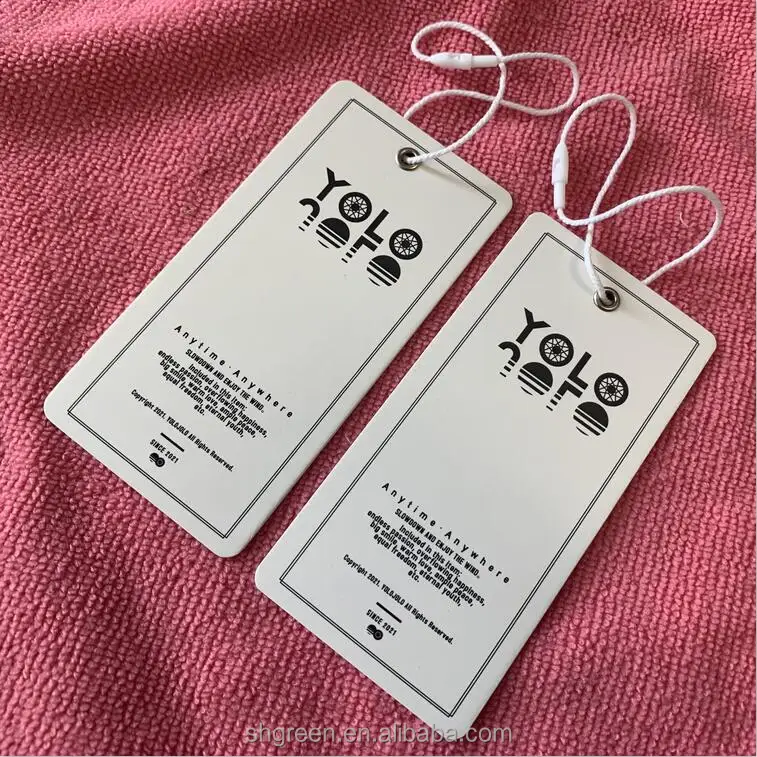 YOLO
JOLO
Anytime·Anywhere
SLOWDOWN AND ENJOY THE WIND。
Included in this item:
endless passion, overflowing happiness,
big smile, warm love, ample peace,
equal freedom, eternal youth,
etc.
Copyright 2021. YOLOJOLO All Rights Reserved.
SINCE 2021
YOLO
JOLO
Anytime·Anywhere
SLOWDOWN AND ENJOY THE WIND。
Included in this item:
endless passion, overflowing happiness,
big smile, warm love, ample peace,
equal freedom, eternal youth,
etc.
Copyright 2021. YOLOJOLO All Rights Reserved.
SINCE 2021
shgreen.en.alibaba.com